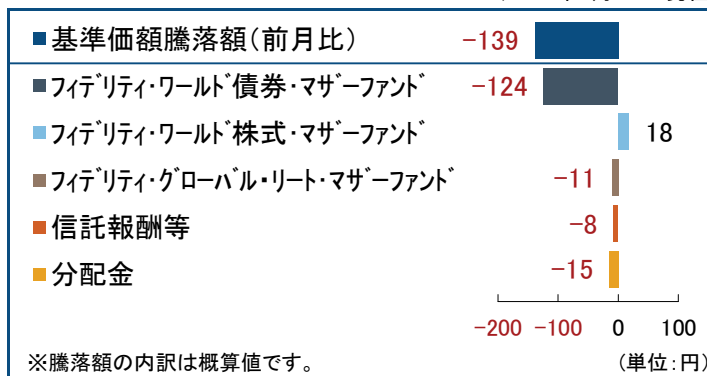 ■基準価額騰落額(前月比) -139
■フィデリティ・ワールド債券・マザーファンド -124
■フィデリティ・ワールド株式・マザーファンド 18
■フィデリティ・グローバル・リート・マザーファンド -11
■信託報酬等 -8
■分配金 -15
-200 -100 0 100
※騰落額の内訳は概算値です。 (単位:円)